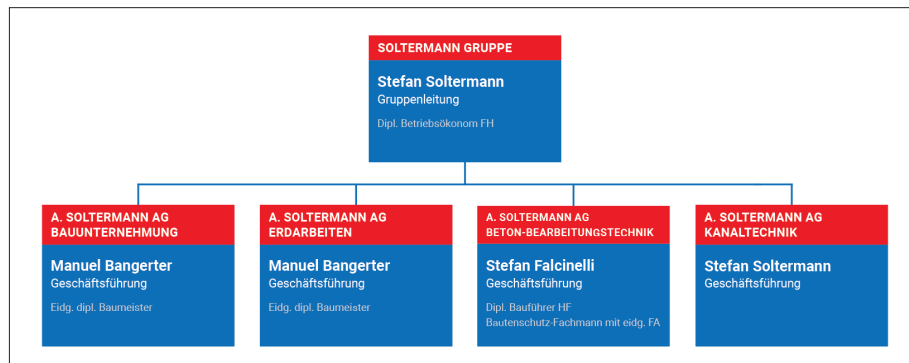 SOLTERMANN GRUPPE
Stefan Soltermann
Gruppenleitung
Dipl. Betriebsökonom FH
A. SOLTERMANN AG
BAUUNTERNEHMUNG
Manuel Bangerter
Geschäftsführung
Eidg. dipl. Baumeister
A. SOLTERMANN AG
ERDARBEITEN
Manuel Bangerter
Geschäftsführung
Eidg. dipl. Baumeister
A. SOLTERMANN AG
BETON-BEARBEITUNGSTECHNIK
Stefan Falcinelli
Geschäftsführung
Dipl. Bauführer HF
Bautenschutz-Fachmann mit eidg. FA
A. SOLTERMANN AG
KANALTECHNIK
Stefan Soltermann
Geschäftsführung